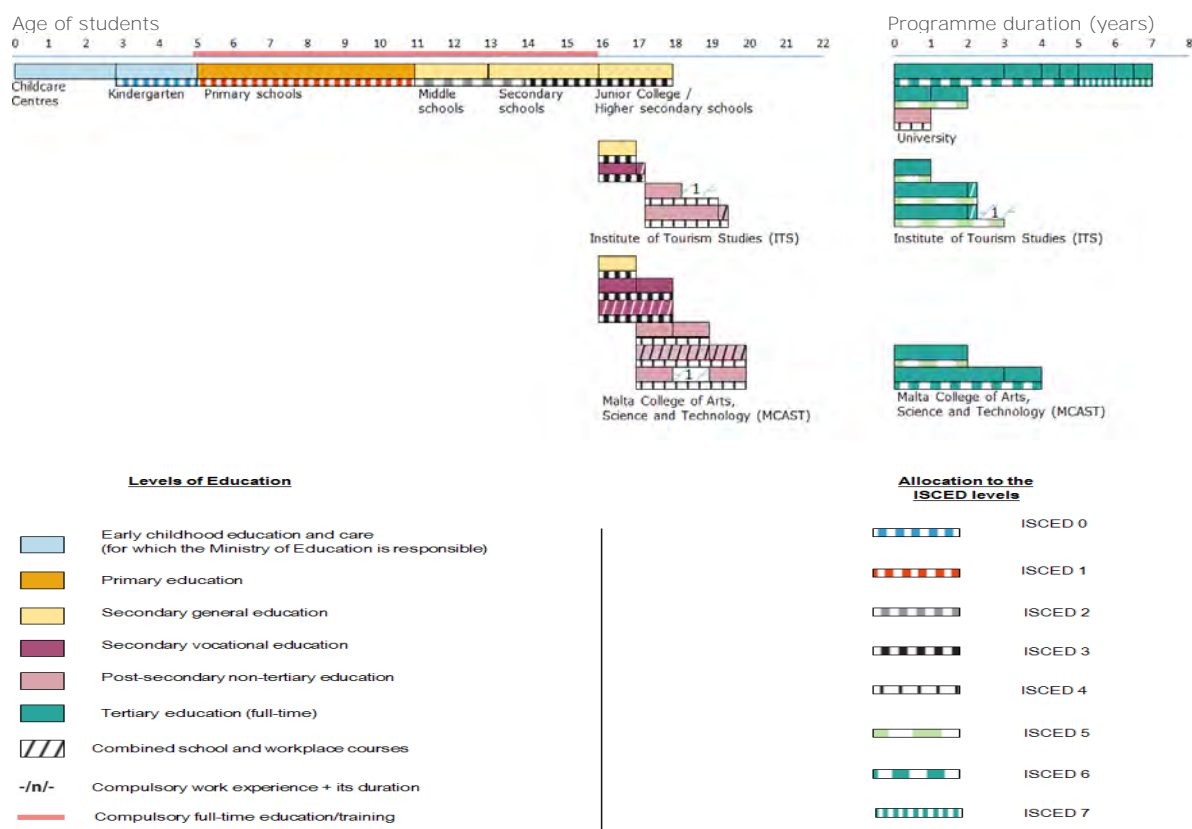 Age of students
Programme duration (years)
0 1 2 3 4 5 6 7 8 9 10 11 12 13 14 15 16 17 18 19 20 21 22
0 1 2 3 4 5 6 7 8
Childcare
Centres
Kindergarten
Primary schools
Middle
schools
Secondary
schools
Junior College /
Higher secondary schools
University
-/1/-
Institute of Tourism Studies (ITS)
-/1/-
Institute of Tourism Studies (ITS)
-/1/-
Malta College of Arts,
Science and Technology (MCAST)
Malta College of Arts,
Science and Technology (MCAST)
Levels of Education
Early childhood education and care
(for which the Ministry of Education is responsible)
Primary education
Secondary general education
Secondary vocational education
Post-secondary non-tertiary education
Tertiary education (full-time)
Combined school and workplace courses
-/n/- Compulsory work experience + its duration
Compulsory full-time education/training
Allocation to the
ISCED levels
ISCED 0
ISCED 1
ISCED 2
ISCED 3
ISCED 4
ISCED 5
ISCED 6
ISCED 7